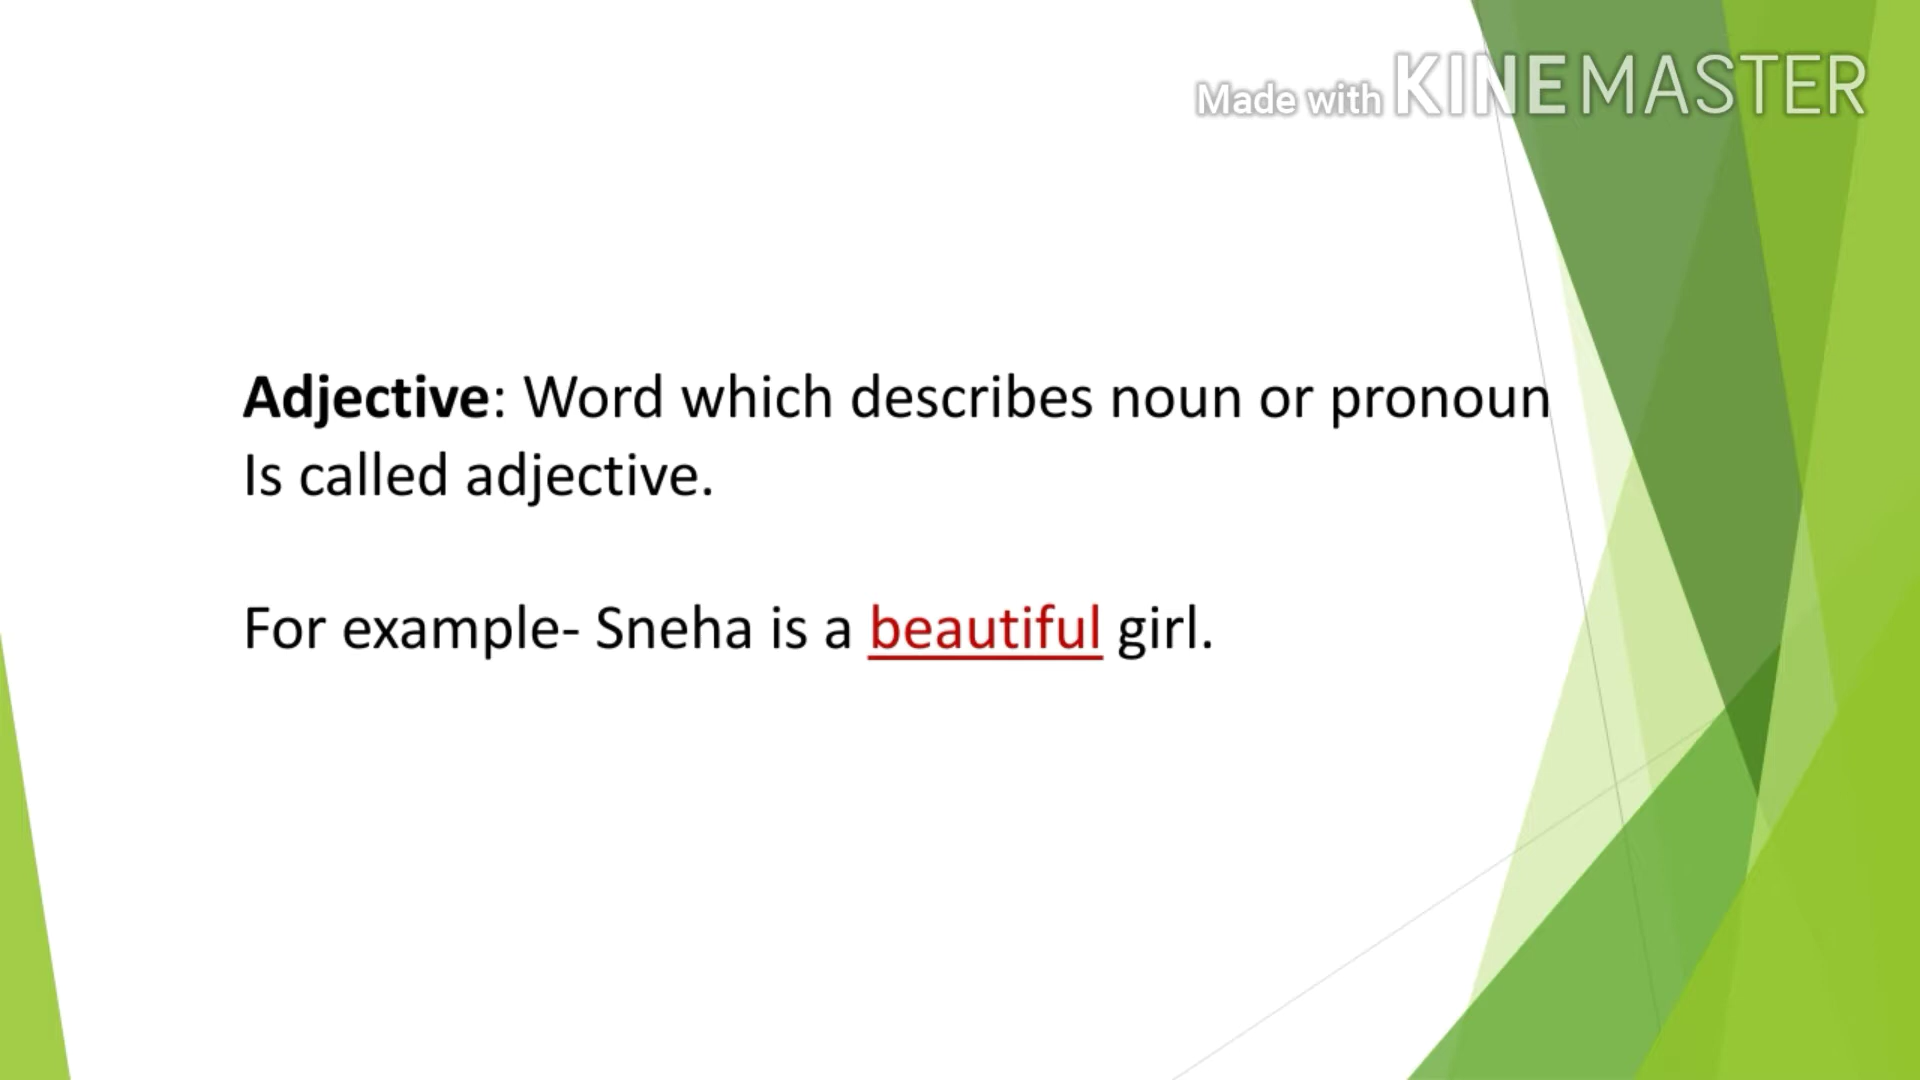 Made with KINEMASTER
Adjective: Word which describes noun or pronoun
Is called adjective.
For example- Sneha is a beautiful girl.